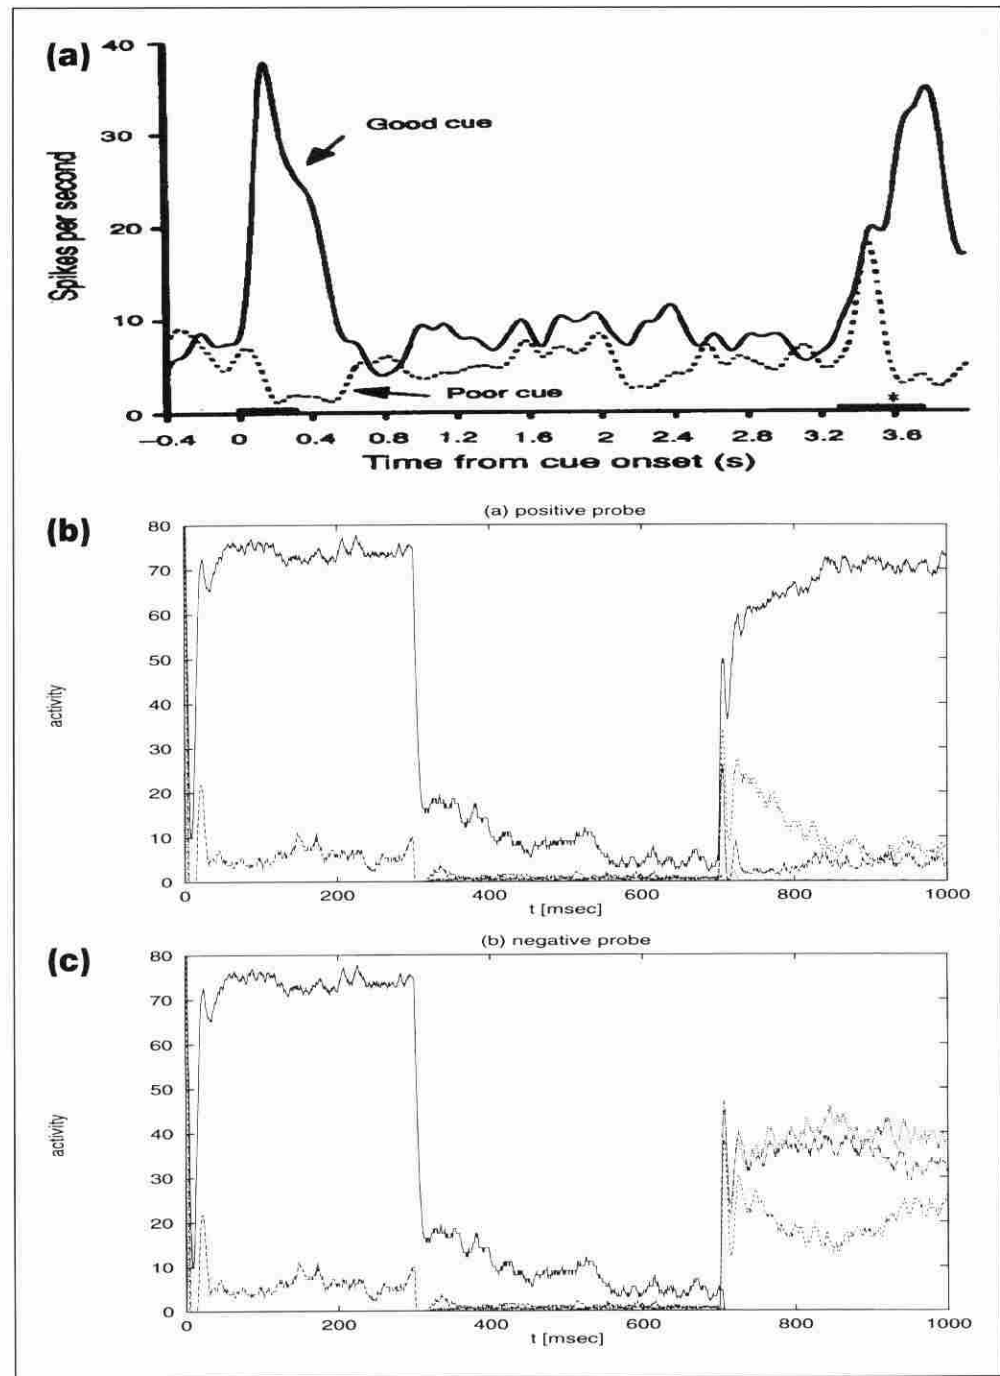 (a)
40
30
20
10
0
Spikes per second
Good cue
Poor cue
*
−0.4 0 0.4 0.8 1.2 1.6 2 2.4 2.8 3.2 3.6
Time from cue onset (s)
(b)
(a) positive probe
80
70
60
50
40
30
20
10
0
activity
0 200 400 600 800 1000
t [msec]
(c)
(b) negative probe
80
70
60
50
40
30
20
10
0
activity
0 200 400 600 800 1000
t [msec]